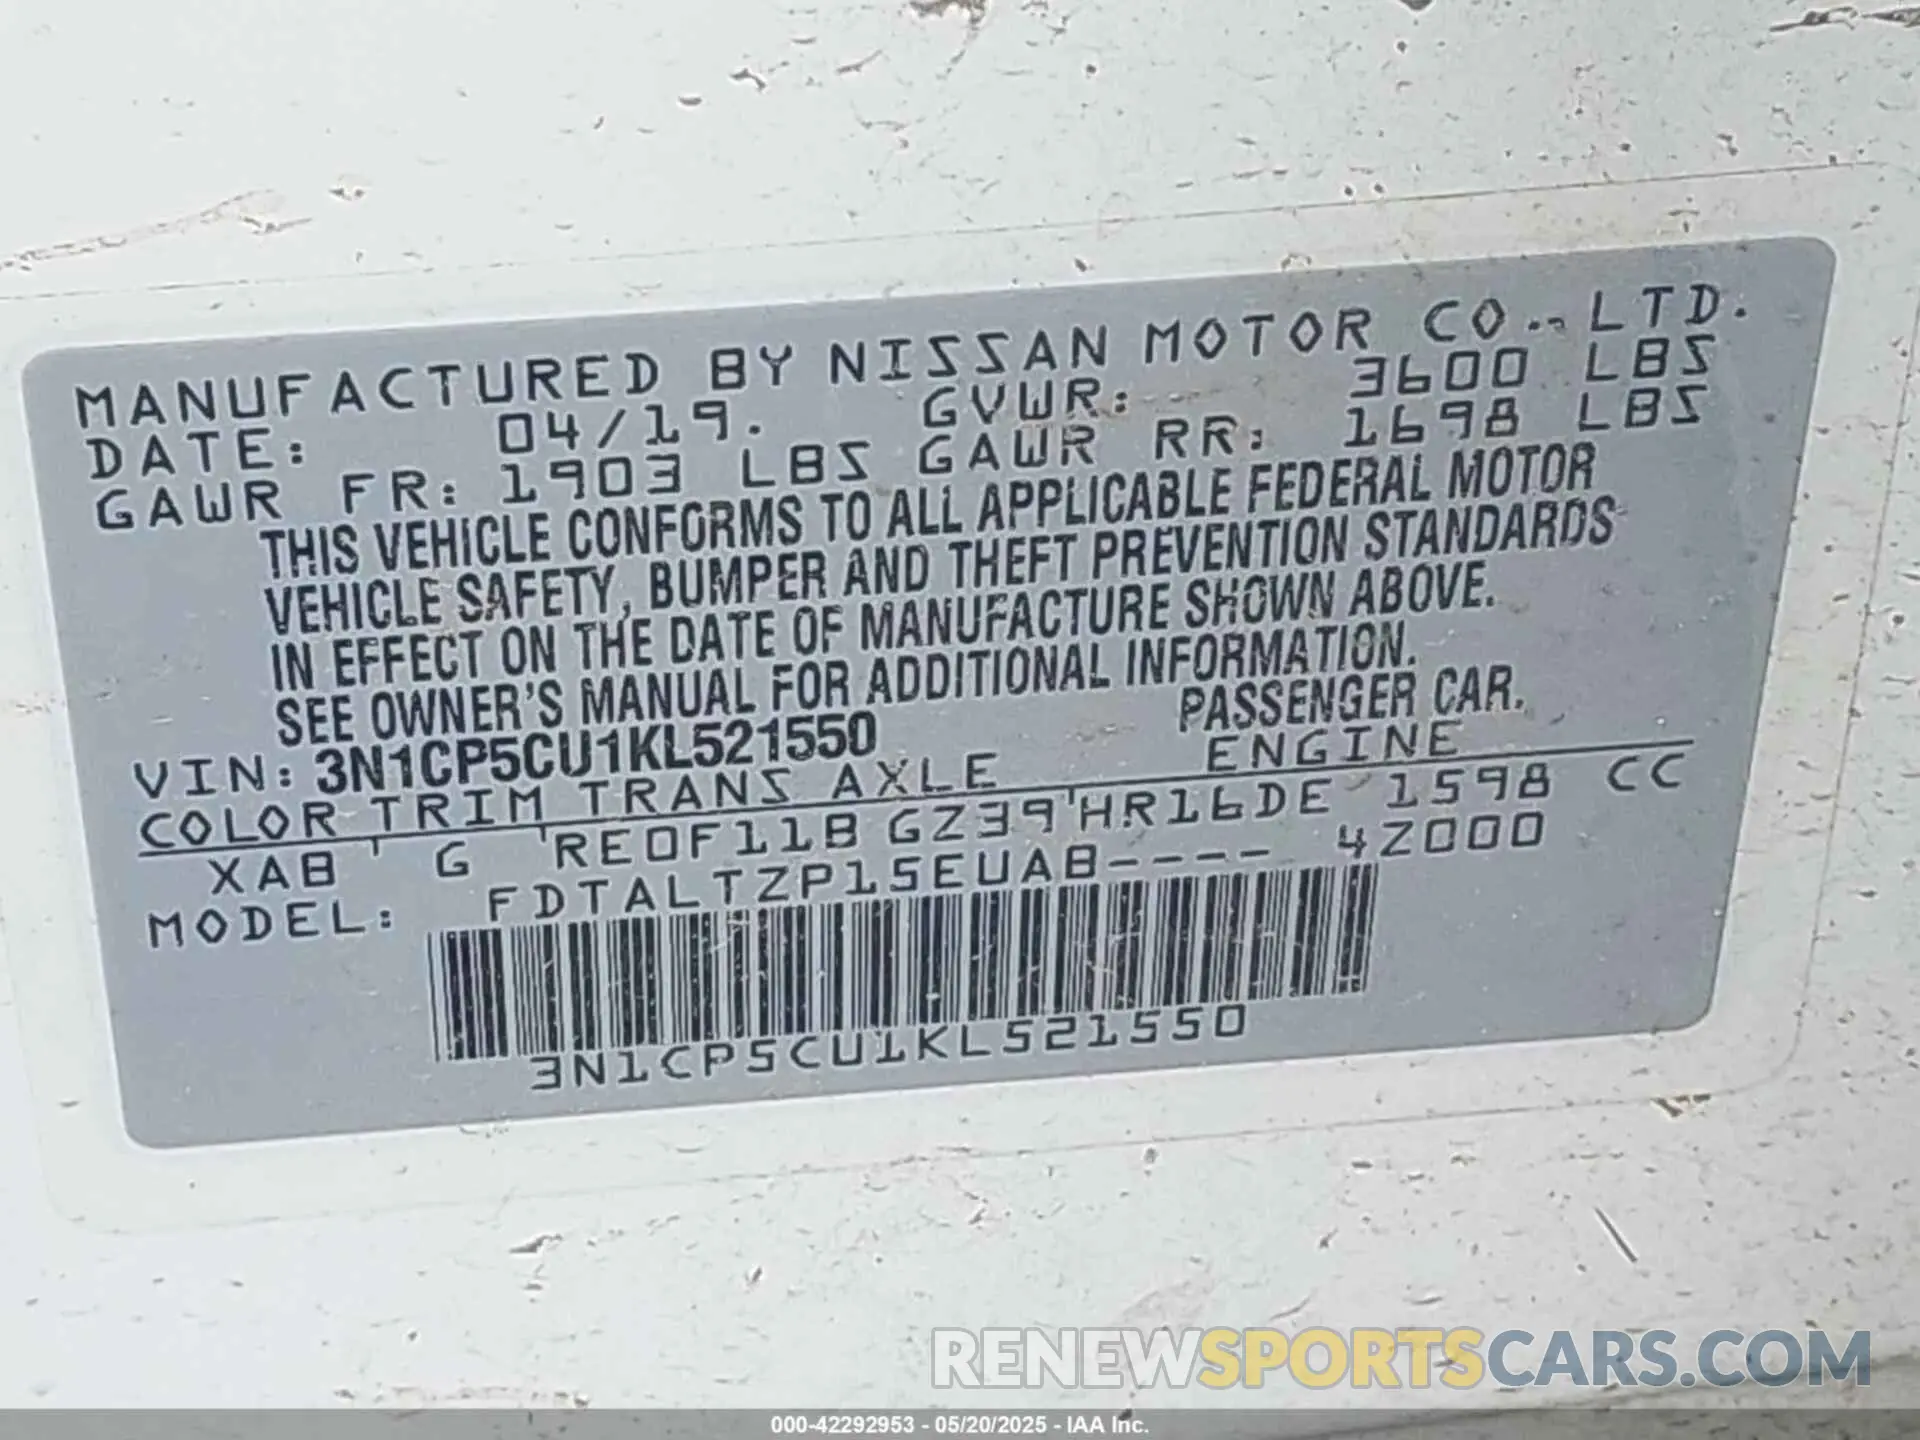 MANUFACTURED BY NISSAN MOTOR CO., LTD.
DATE: 04/19. GVWR: 3600 LBS
GAWR FR: 1903 LBS GAWR RR: 1698 LBS
THIS VEHICLE CONFORMS TO ALL APPLICABLE FEDERAL MOTOR
VEHICLE SAFETY, BUMPER AND THEFT PREVENTION STANDARDS
IN EFFECT ON THE DATE OF MANUFACTURE SHOWN ABOVE.
SEE OWNER'S MANUAL FOR ADDITIONAL INFORMATION.
VIN: 3N1CP5CU1KL521550 PASSENGER CAR.
COLOR TRIM TRANS AXLE ENGINE
XAB G RE0F11B GZ39 HR16DE 1598 CC
MODEL: FDTALTZP15EUAB---- 4Z000
3N1CP5CU1KL521550
RENEWSPORTSCARS.COM
000-42292953 - 05/20/2025 - IAA Inc.